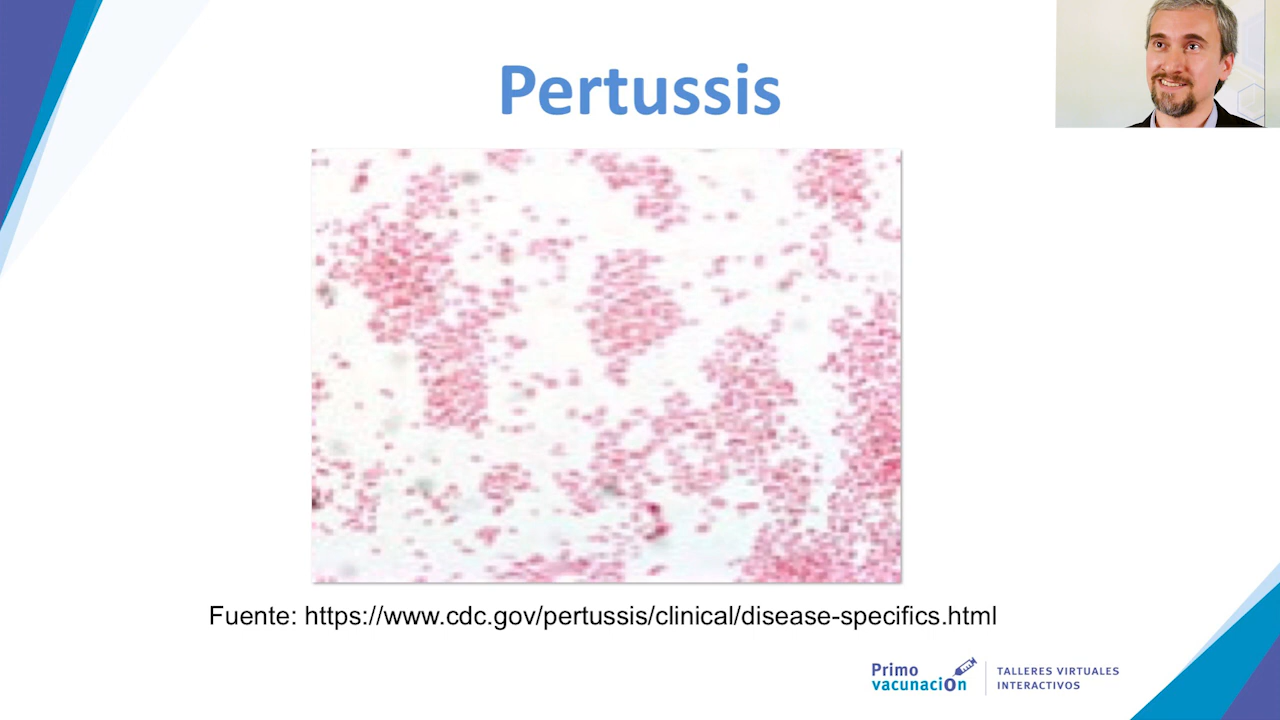 Pertussis
Fuente: https://www.cdc.gov/pertussis/clinical/disease-specifics.html
Primo
vacunación
TALLERES VIRTUALES
INTERACTIVOS